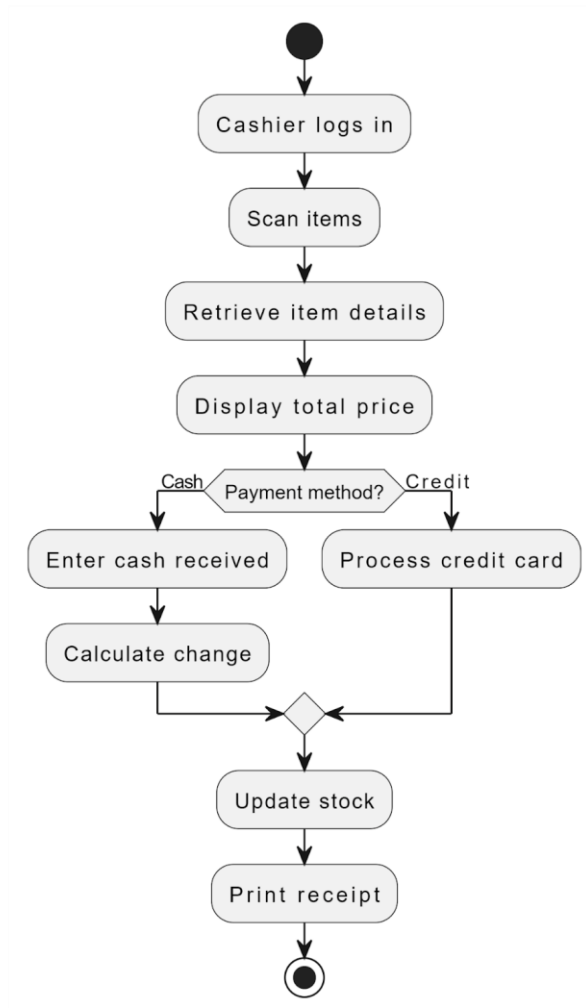 Cashier logs in
Scan items
Retrieve item details
Display total price
Cash
Payment method?
Credit
Enter cash received
Process credit card
Calculate change
Update stock
Print receipt